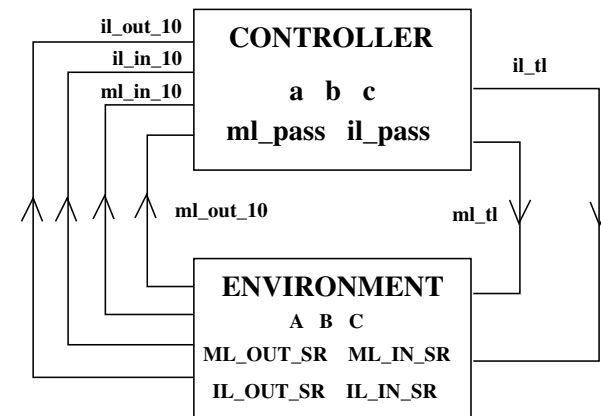 il_out_10
CONTROLLER
il_in_10
il_tl
ml_in_10
a b c
ml_pass il_pass
ml_out_10
ml_tl
ENVIRONMENT
A B C
ML_OUT_SR ML_IN_SR
IL_OUT_SR IL_IN_SR